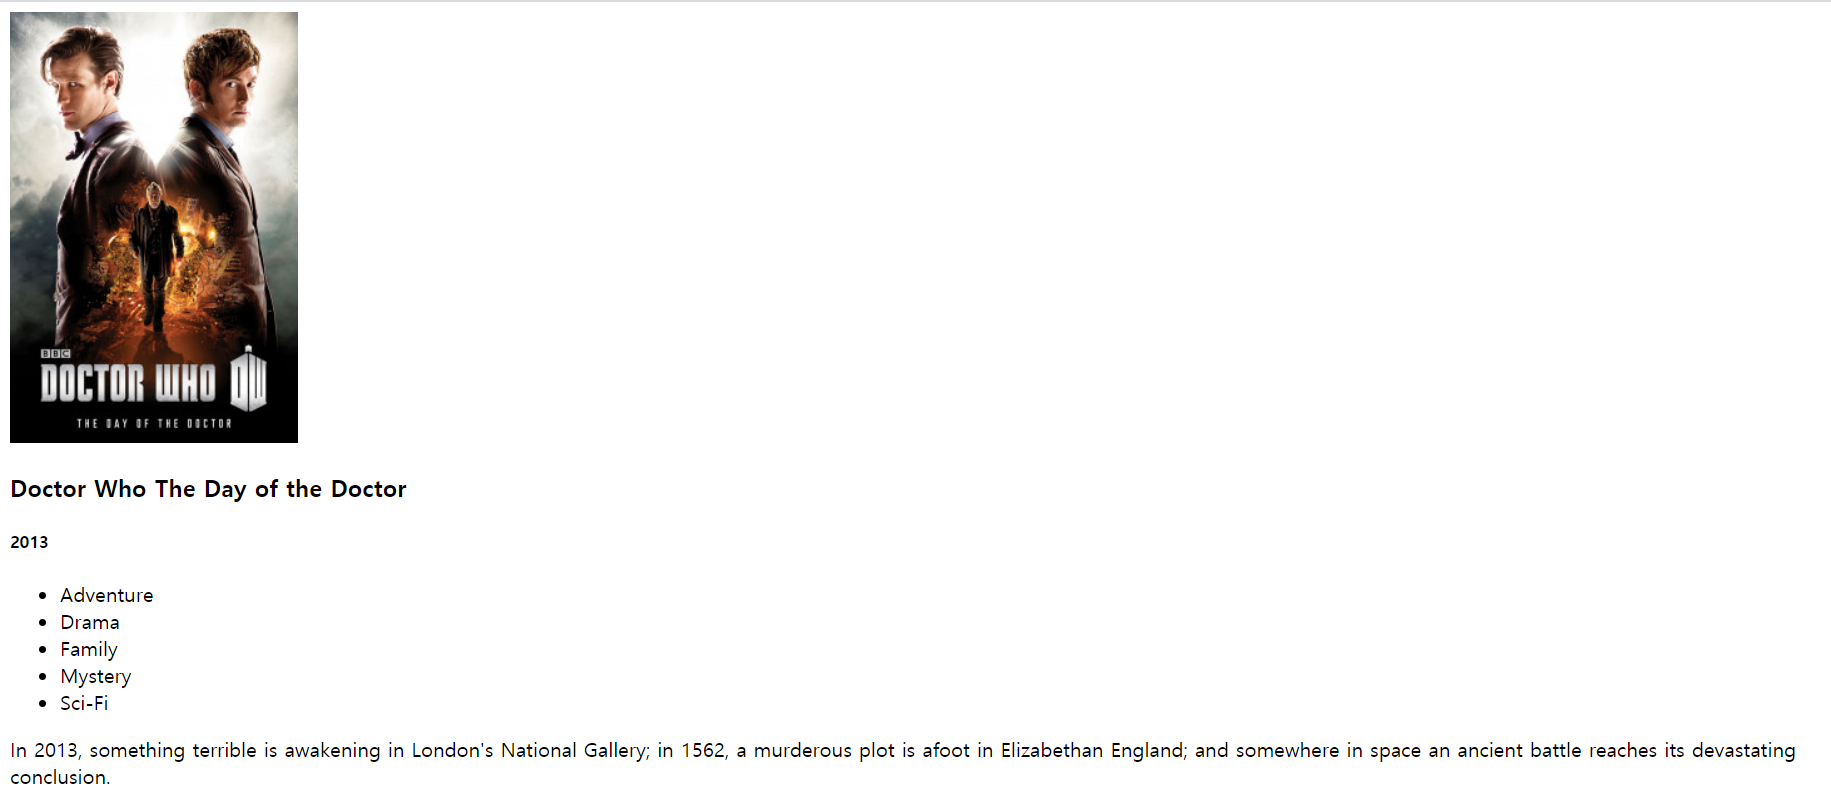 BBC
DOCTOR WHO DW
THE DAY OF THE DOCTOR
Doctor Who The Day of the Doctor
2013
Adventure
Drama
Family
Mystery
Sci-Fi
In 2013, something terrible is awakening in London's National Gallery; in 1562, a murderous plot is afoot in Elizabethan England; and somewhere in space an ancient battle reaches its devastating
conclusion.